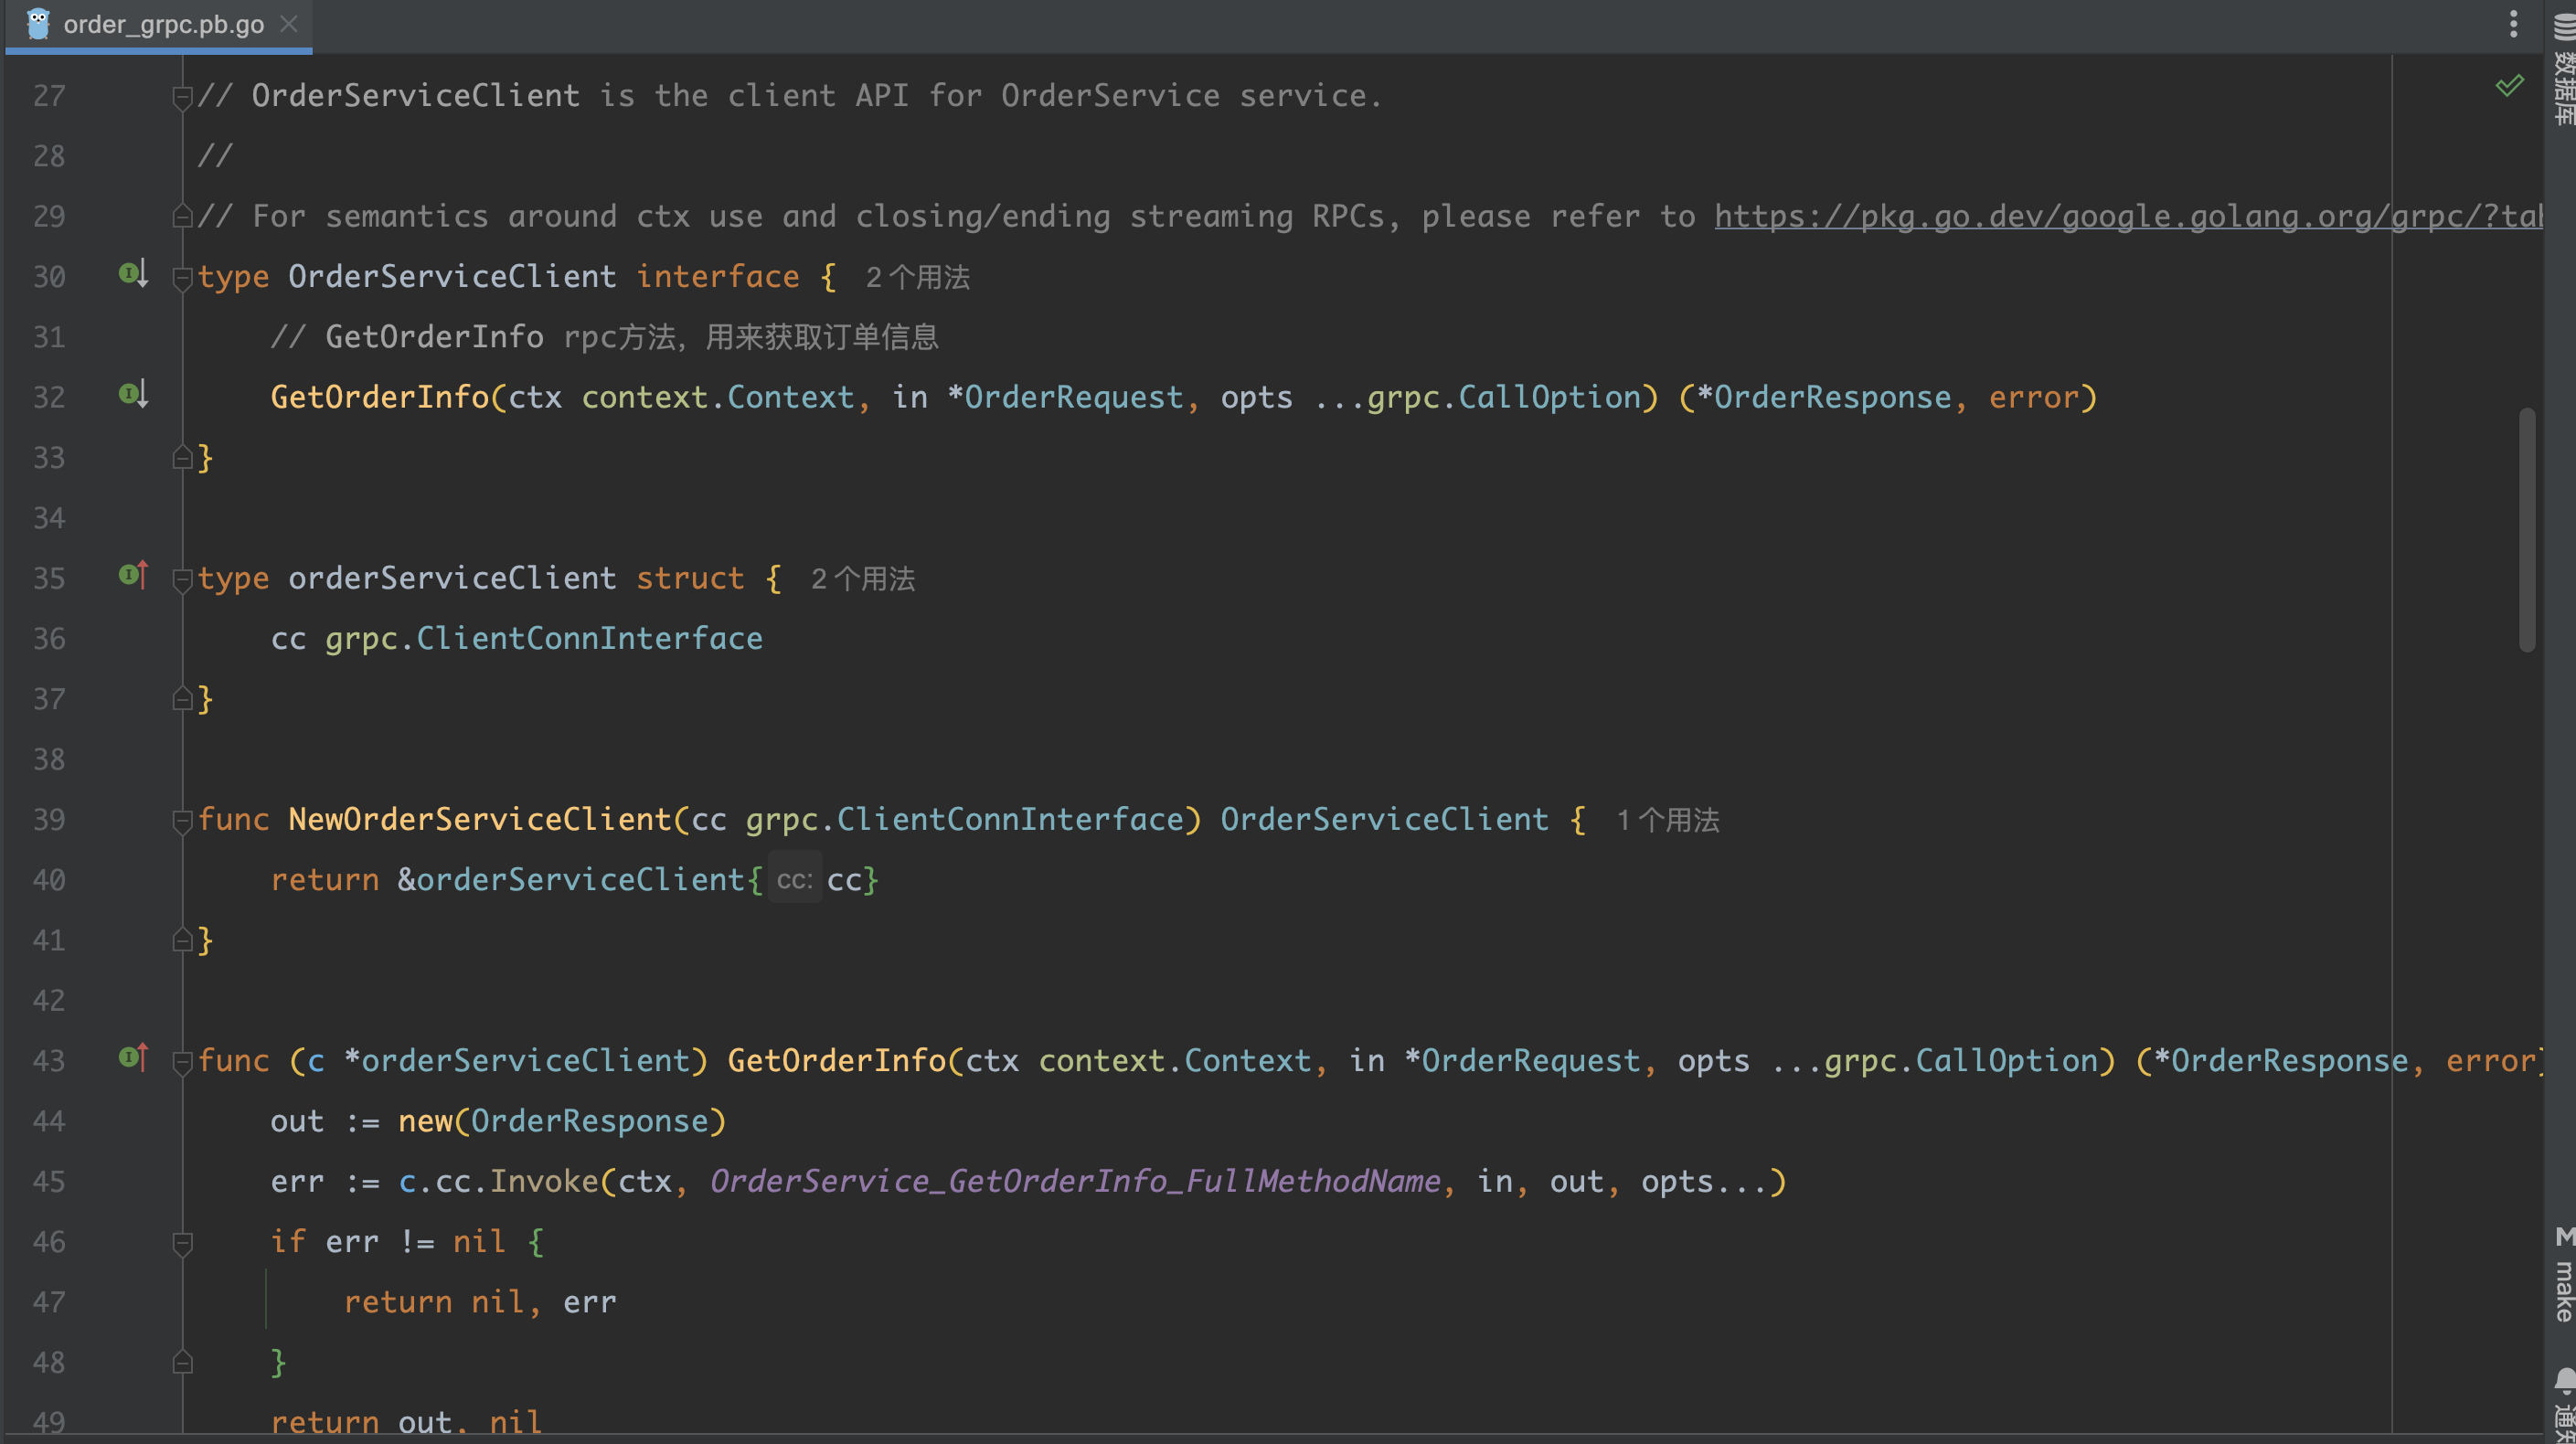 order_grpc.pb.go
27 // OrderServiceClient is the client API for OrderService service.
28 //
29 // For semantics around ctx use and closing/ending streaming RPCs, please refer to https://pkg.go.dev/google.golang.org/grpc/?tab
30 type OrderServiceClient interface { 2 个用法
31 // GetOrderInfo rpc方法，用来获取订单信息
32 GetOrderInfo(ctx context.Context, in *OrderRequest, opts ...grpc.CallOption) (*OrderResponse, error)
33 }
34
35 type orderServiceClient struct { 2 个用法
36 cc grpc.ClientConnInterface
37 }
38
39 func NewOrderServiceClient(cc grpc.ClientConnInterface) OrderServiceClient { 1 个用法
40 return &orderServiceClient{ cc: cc}
41 }
42
43 func (c *orderServiceClient) GetOrderInfo(ctx context.Context, in *OrderRequest, opts ...grpc.CallOption) (*OrderResponse, error)
44 out := new(OrderResponse)
45 err := c.cc.Invoke(ctx, OrderService_GetOrderInfo_FullMethodName, in, out, opts...)
46 if err != nil {
47 return nil, err
48 }
49 return out, nil
数据库
M make
通知